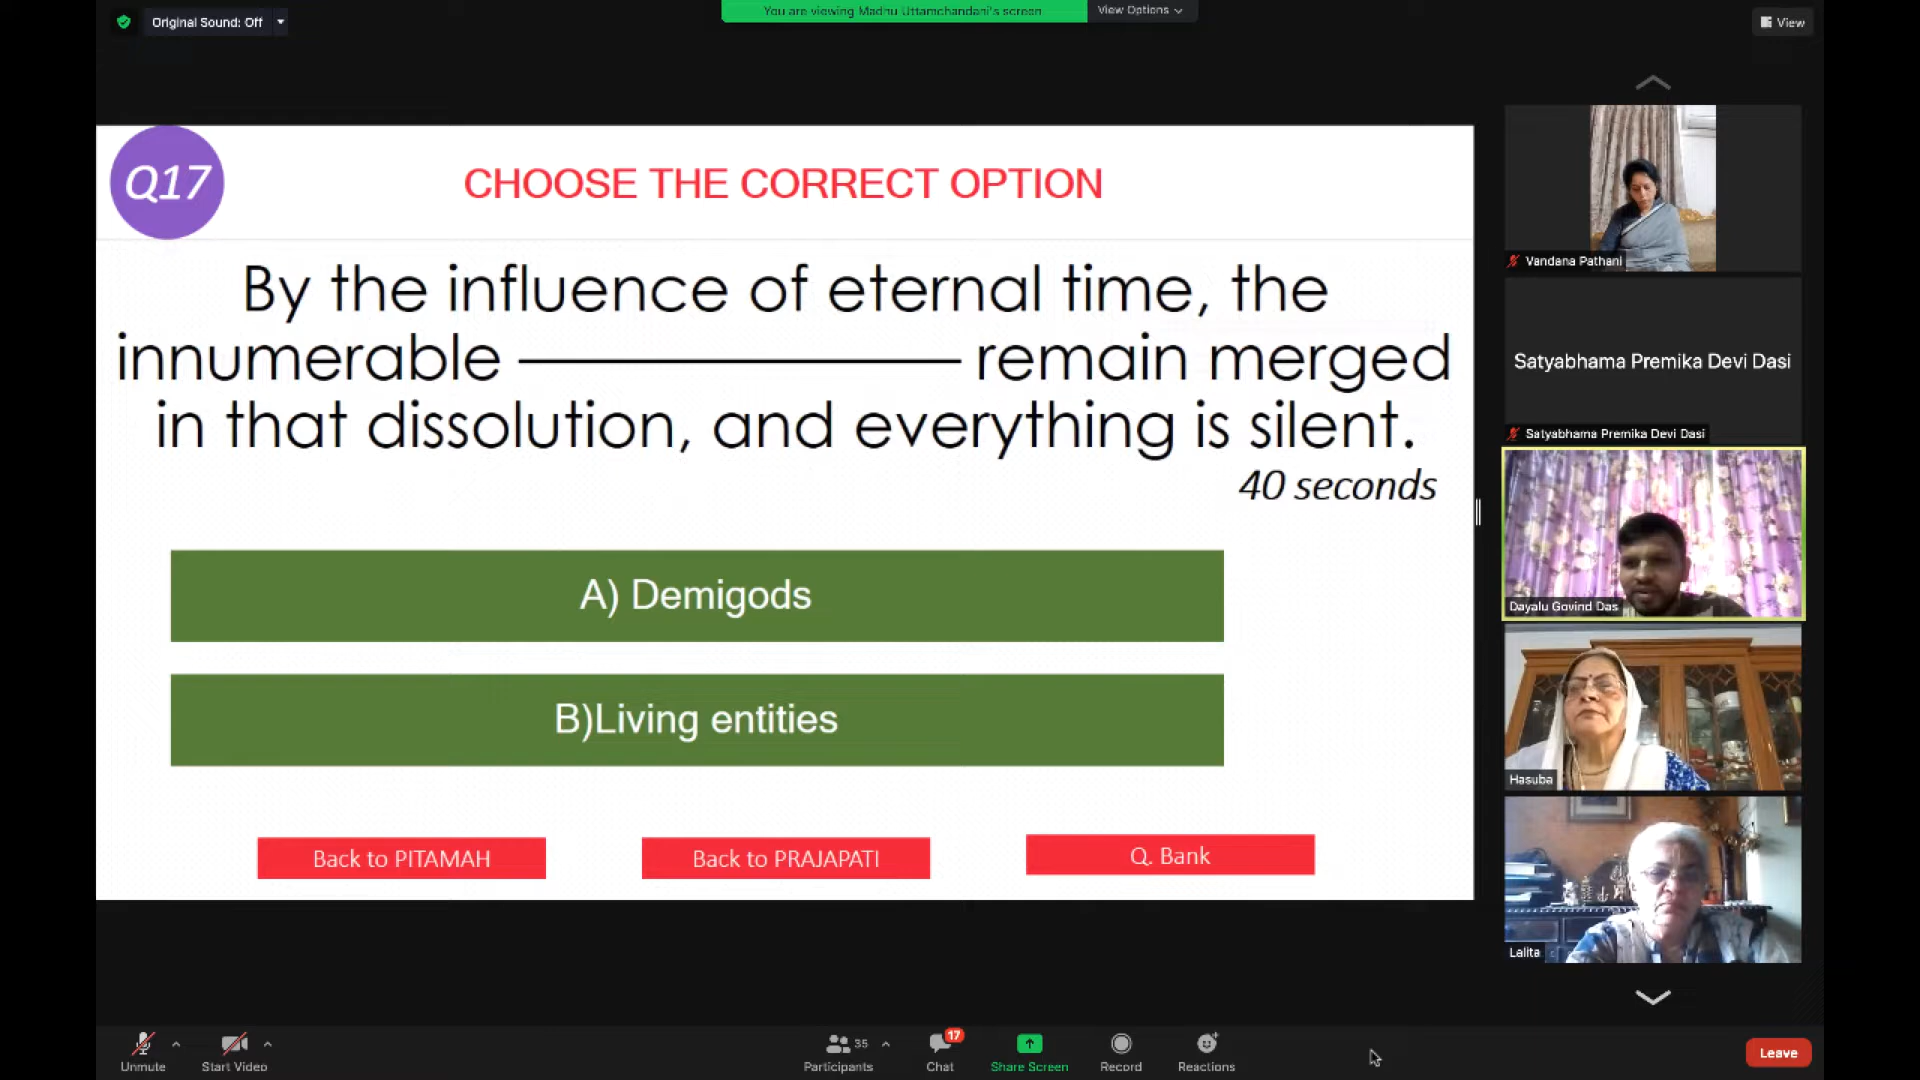 Original Sound: Off
You are viewing Madhu Uttamchandani's screen
View Options
View
Q17
CHOOSE THE CORRECT OPTION
By the influence of eternal time, the
innumerable ——————— remain merged
in that dissolution, and everything is silent.
40 seconds
A) Demigods
B)Living entities
Back to PITAMAH
Back to PRAJAPATI
Q. Bank
Vandana Pathani
Satyabhama Premika Devi Dasi
Satyabhama Premika Devi Dasi
Dayalu Govind Das
Hasuba
Lalita
Unmute
Start Video
35
Participants
17
Chat
Share Screen
Record
Reactions
Leave